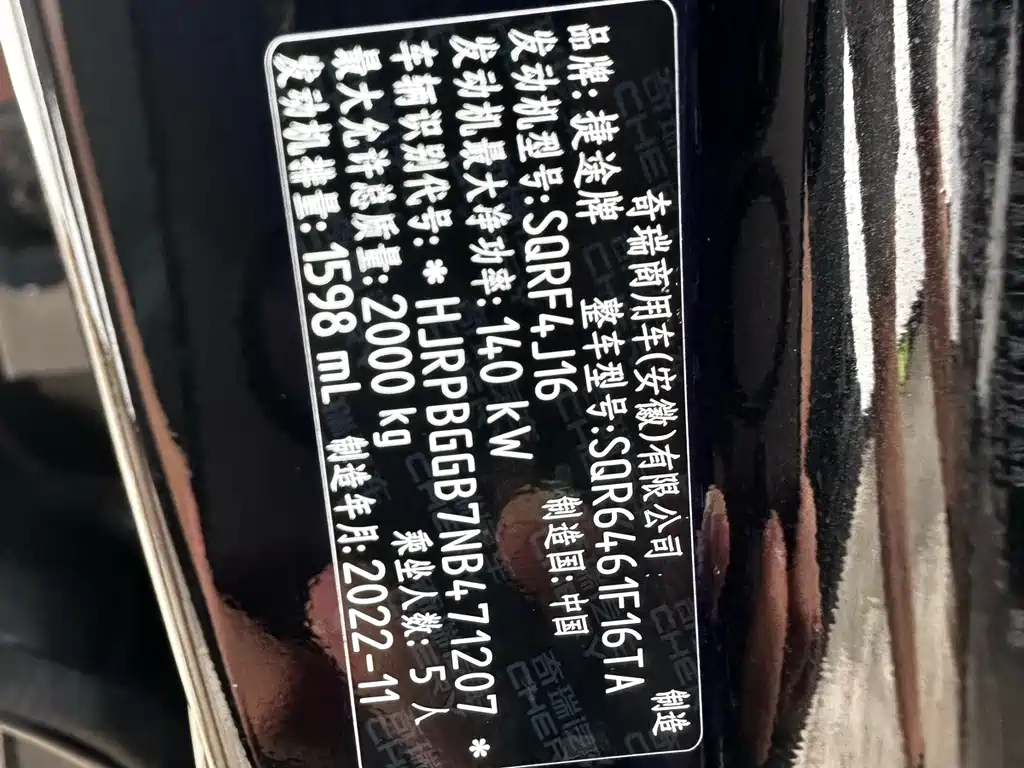 奇瑞商用车(安徽)有限公司 制造
品牌: 捷途牌 整车型号:SQR6461F16TA
发动机型号:SQRF4J16 制造国:中国
发动机最大净功率:140 kW
车辆识别代号:*HJRPBGGB7NB471207*
最大允许总质量:2000 kg 乘坐人数:5人
发动机排量:1598 mL 制造年月:2022-11